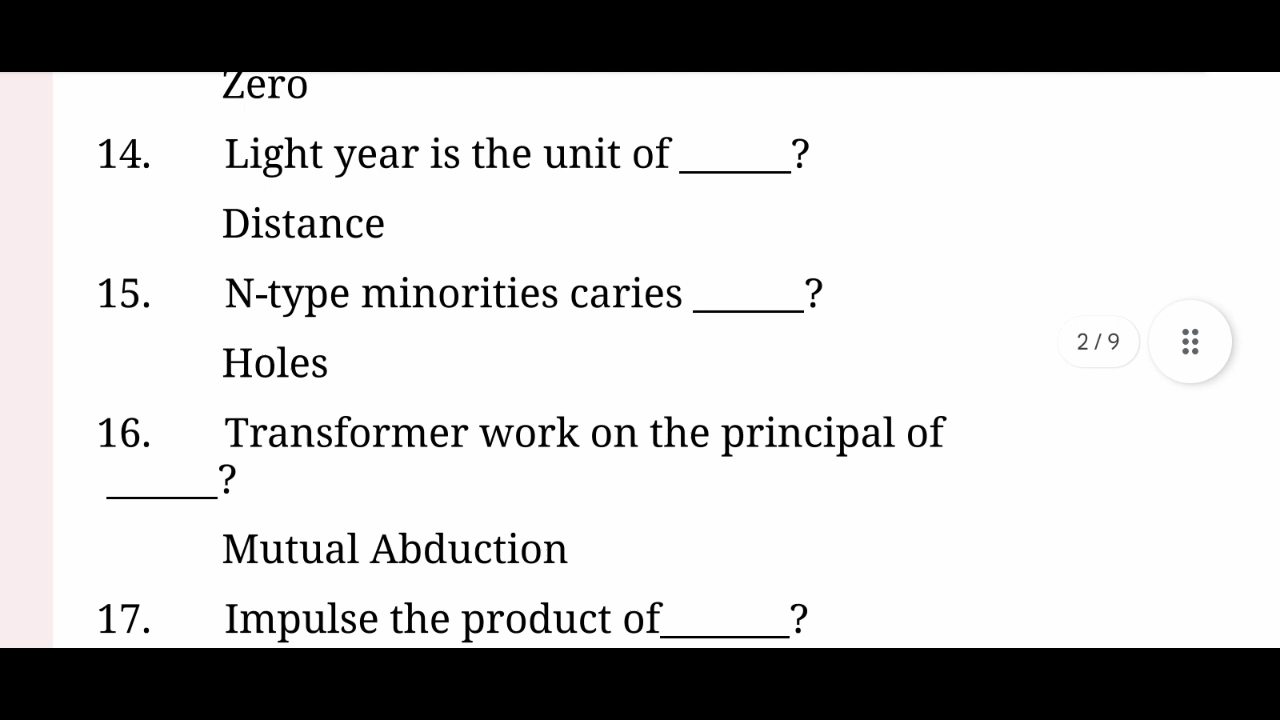 Zero
14. Light year is the unit of ______?
Distance
15. N-type minorities caries ______?
Holes
2 / 9
16. Transformer work on the principal of
______?
Mutual Abduction
17. Impulse the product of_______?